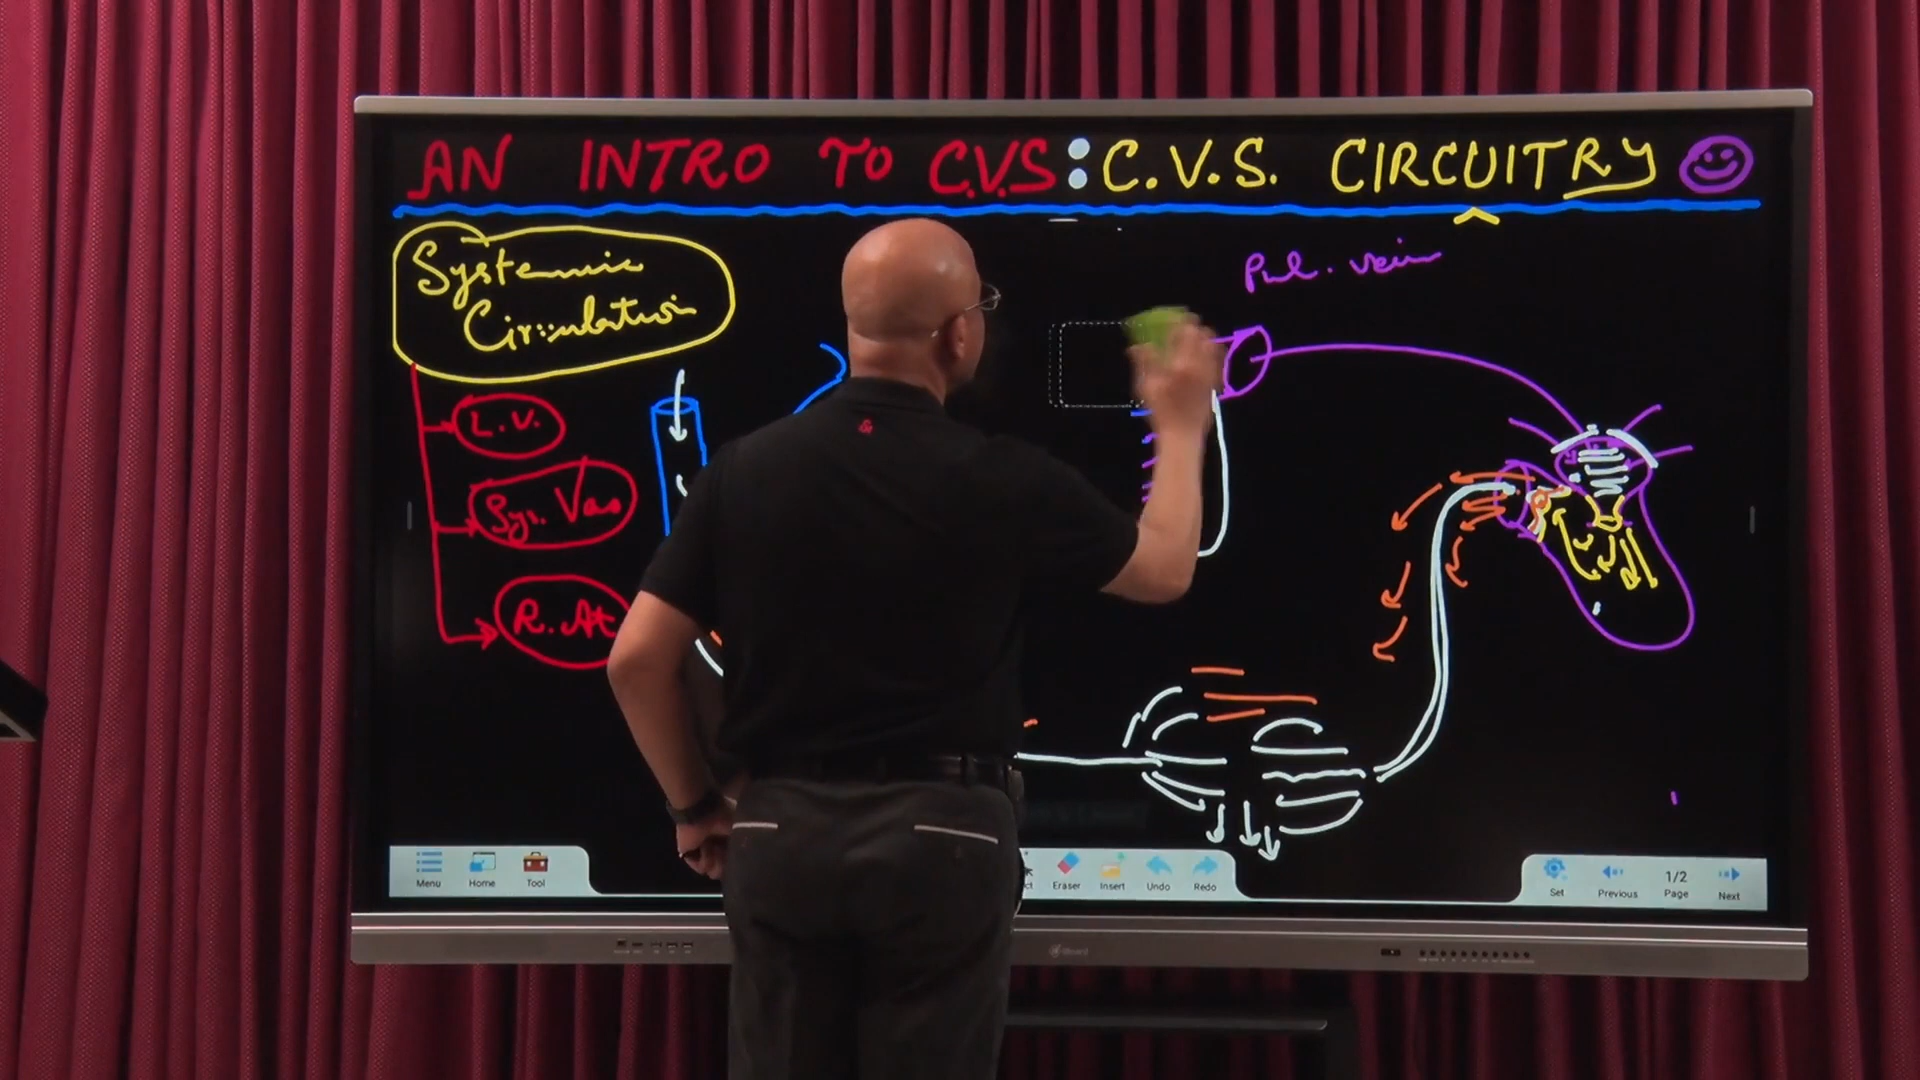 AN INTRO TO C.V.S : C.V.S. CIRCUITRY
Systemic
Circulation
Pul. vein
L.V.
Sys. Vas
R. At
Menu
Home
Tool
ct
Eraser
Insert
Undo
Redo
Set
Previous
1/2
Page
Next